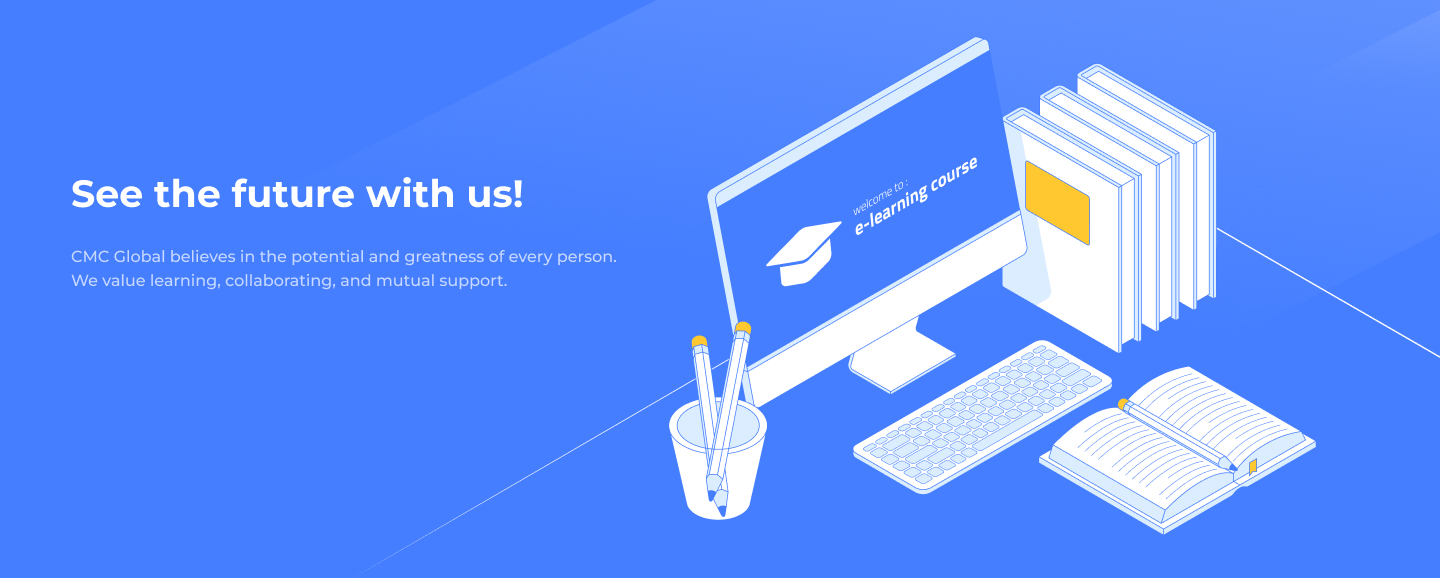 See the future with us!
CMC Global believes in the potential and greatness of every person.
We value learning, collaborating, and mutual support.
welcome to :
e-learning course